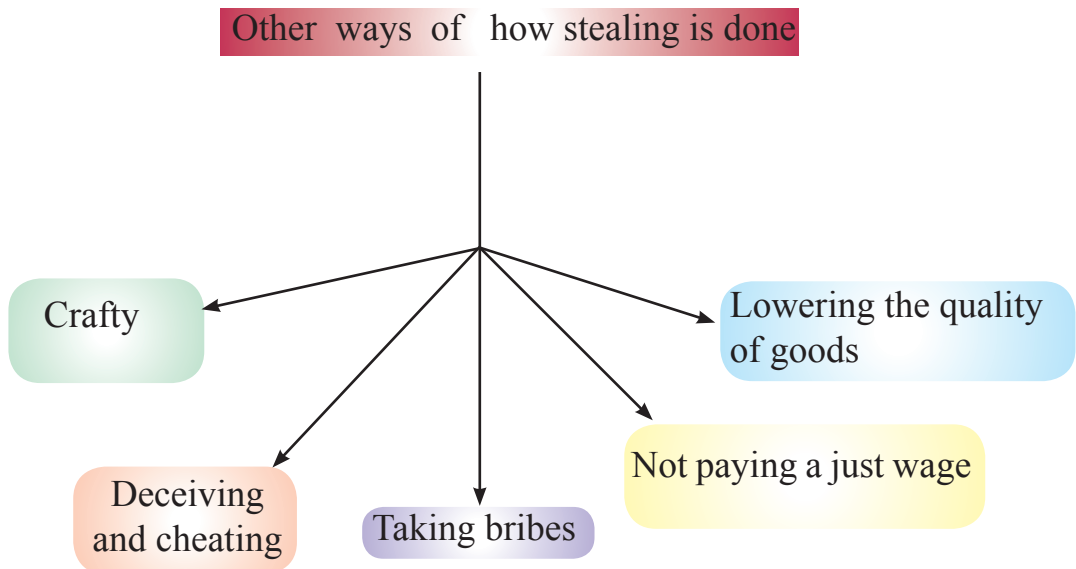 Other ways of how stealing is done
Crafty
Lowering the quality
of goods
Deceiving
and cheating
Taking bribes
Not paying a just wage